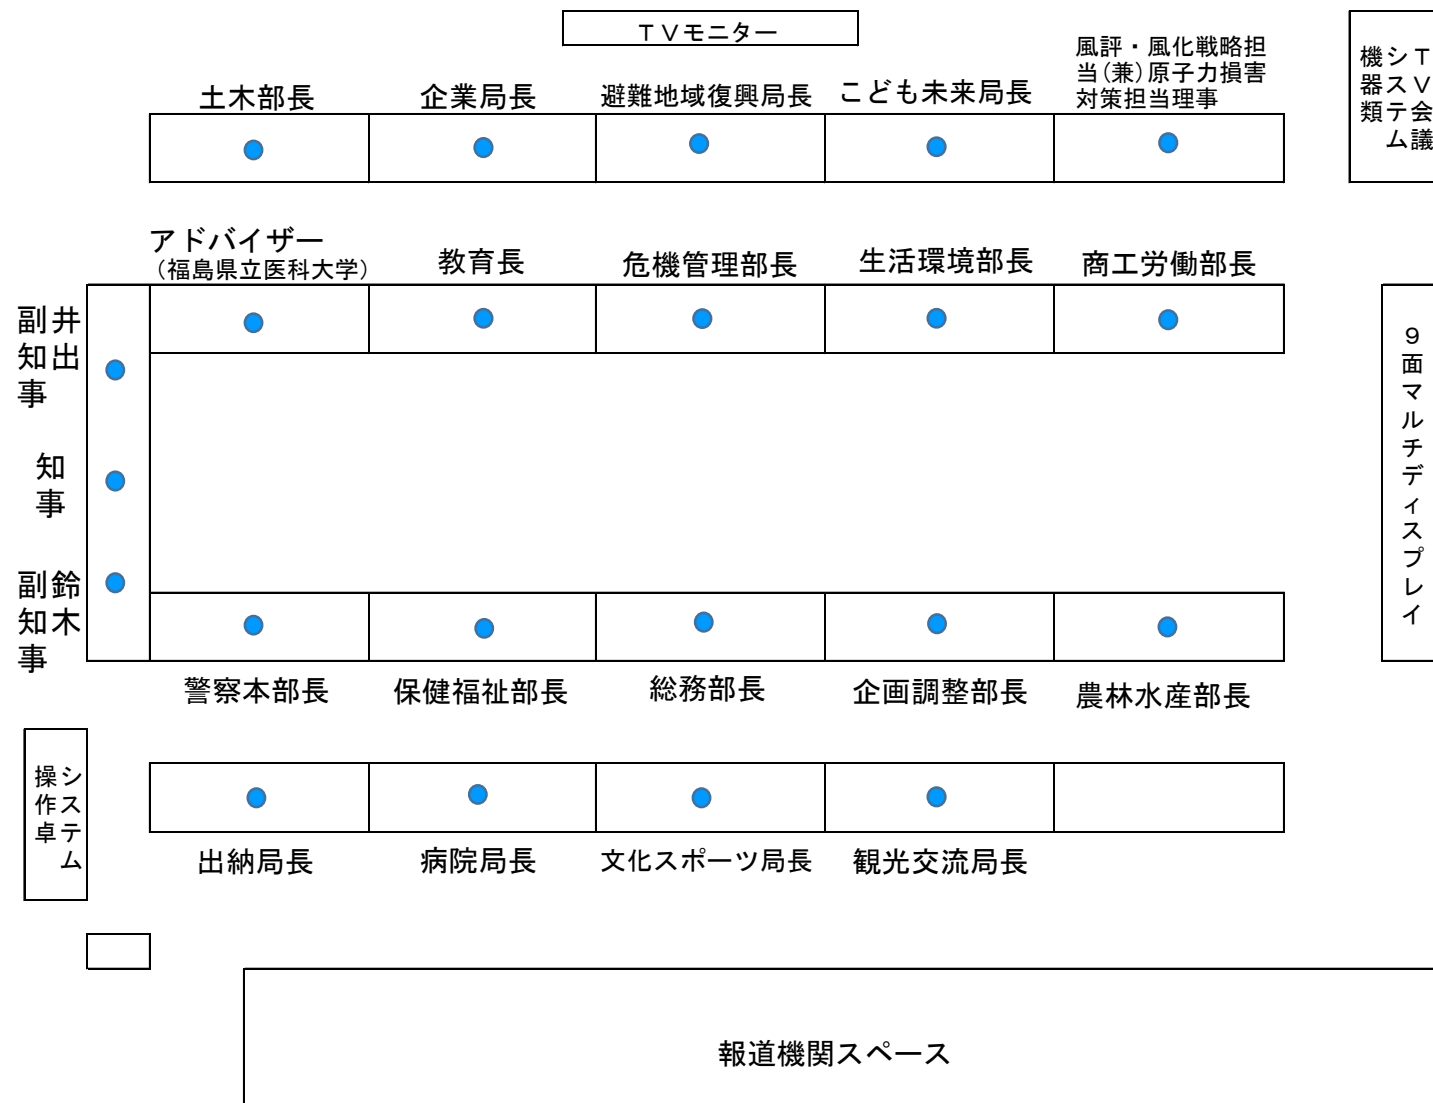 ＴＶモニター
風評・風化戦略担
当(兼)原子力損害
対策担当理事
土木部長
企業局長
避難地域復興局長
こども未来局長
ＴＶ会議
システム
機器類
アドバイザー
（福島県立医科大学）
教育長
危機管理部長
生活環境部長
商工労働部長
井出
副知事
知事
鈴木
副知事
９面マルチディスプレイ
警察本部長
保健福祉部長
総務部長
企画調整部長
農林水産部長
システム
操作卓
出納局長
病院局長
文化スポーツ局長
観光交流局長
報道機関スペース